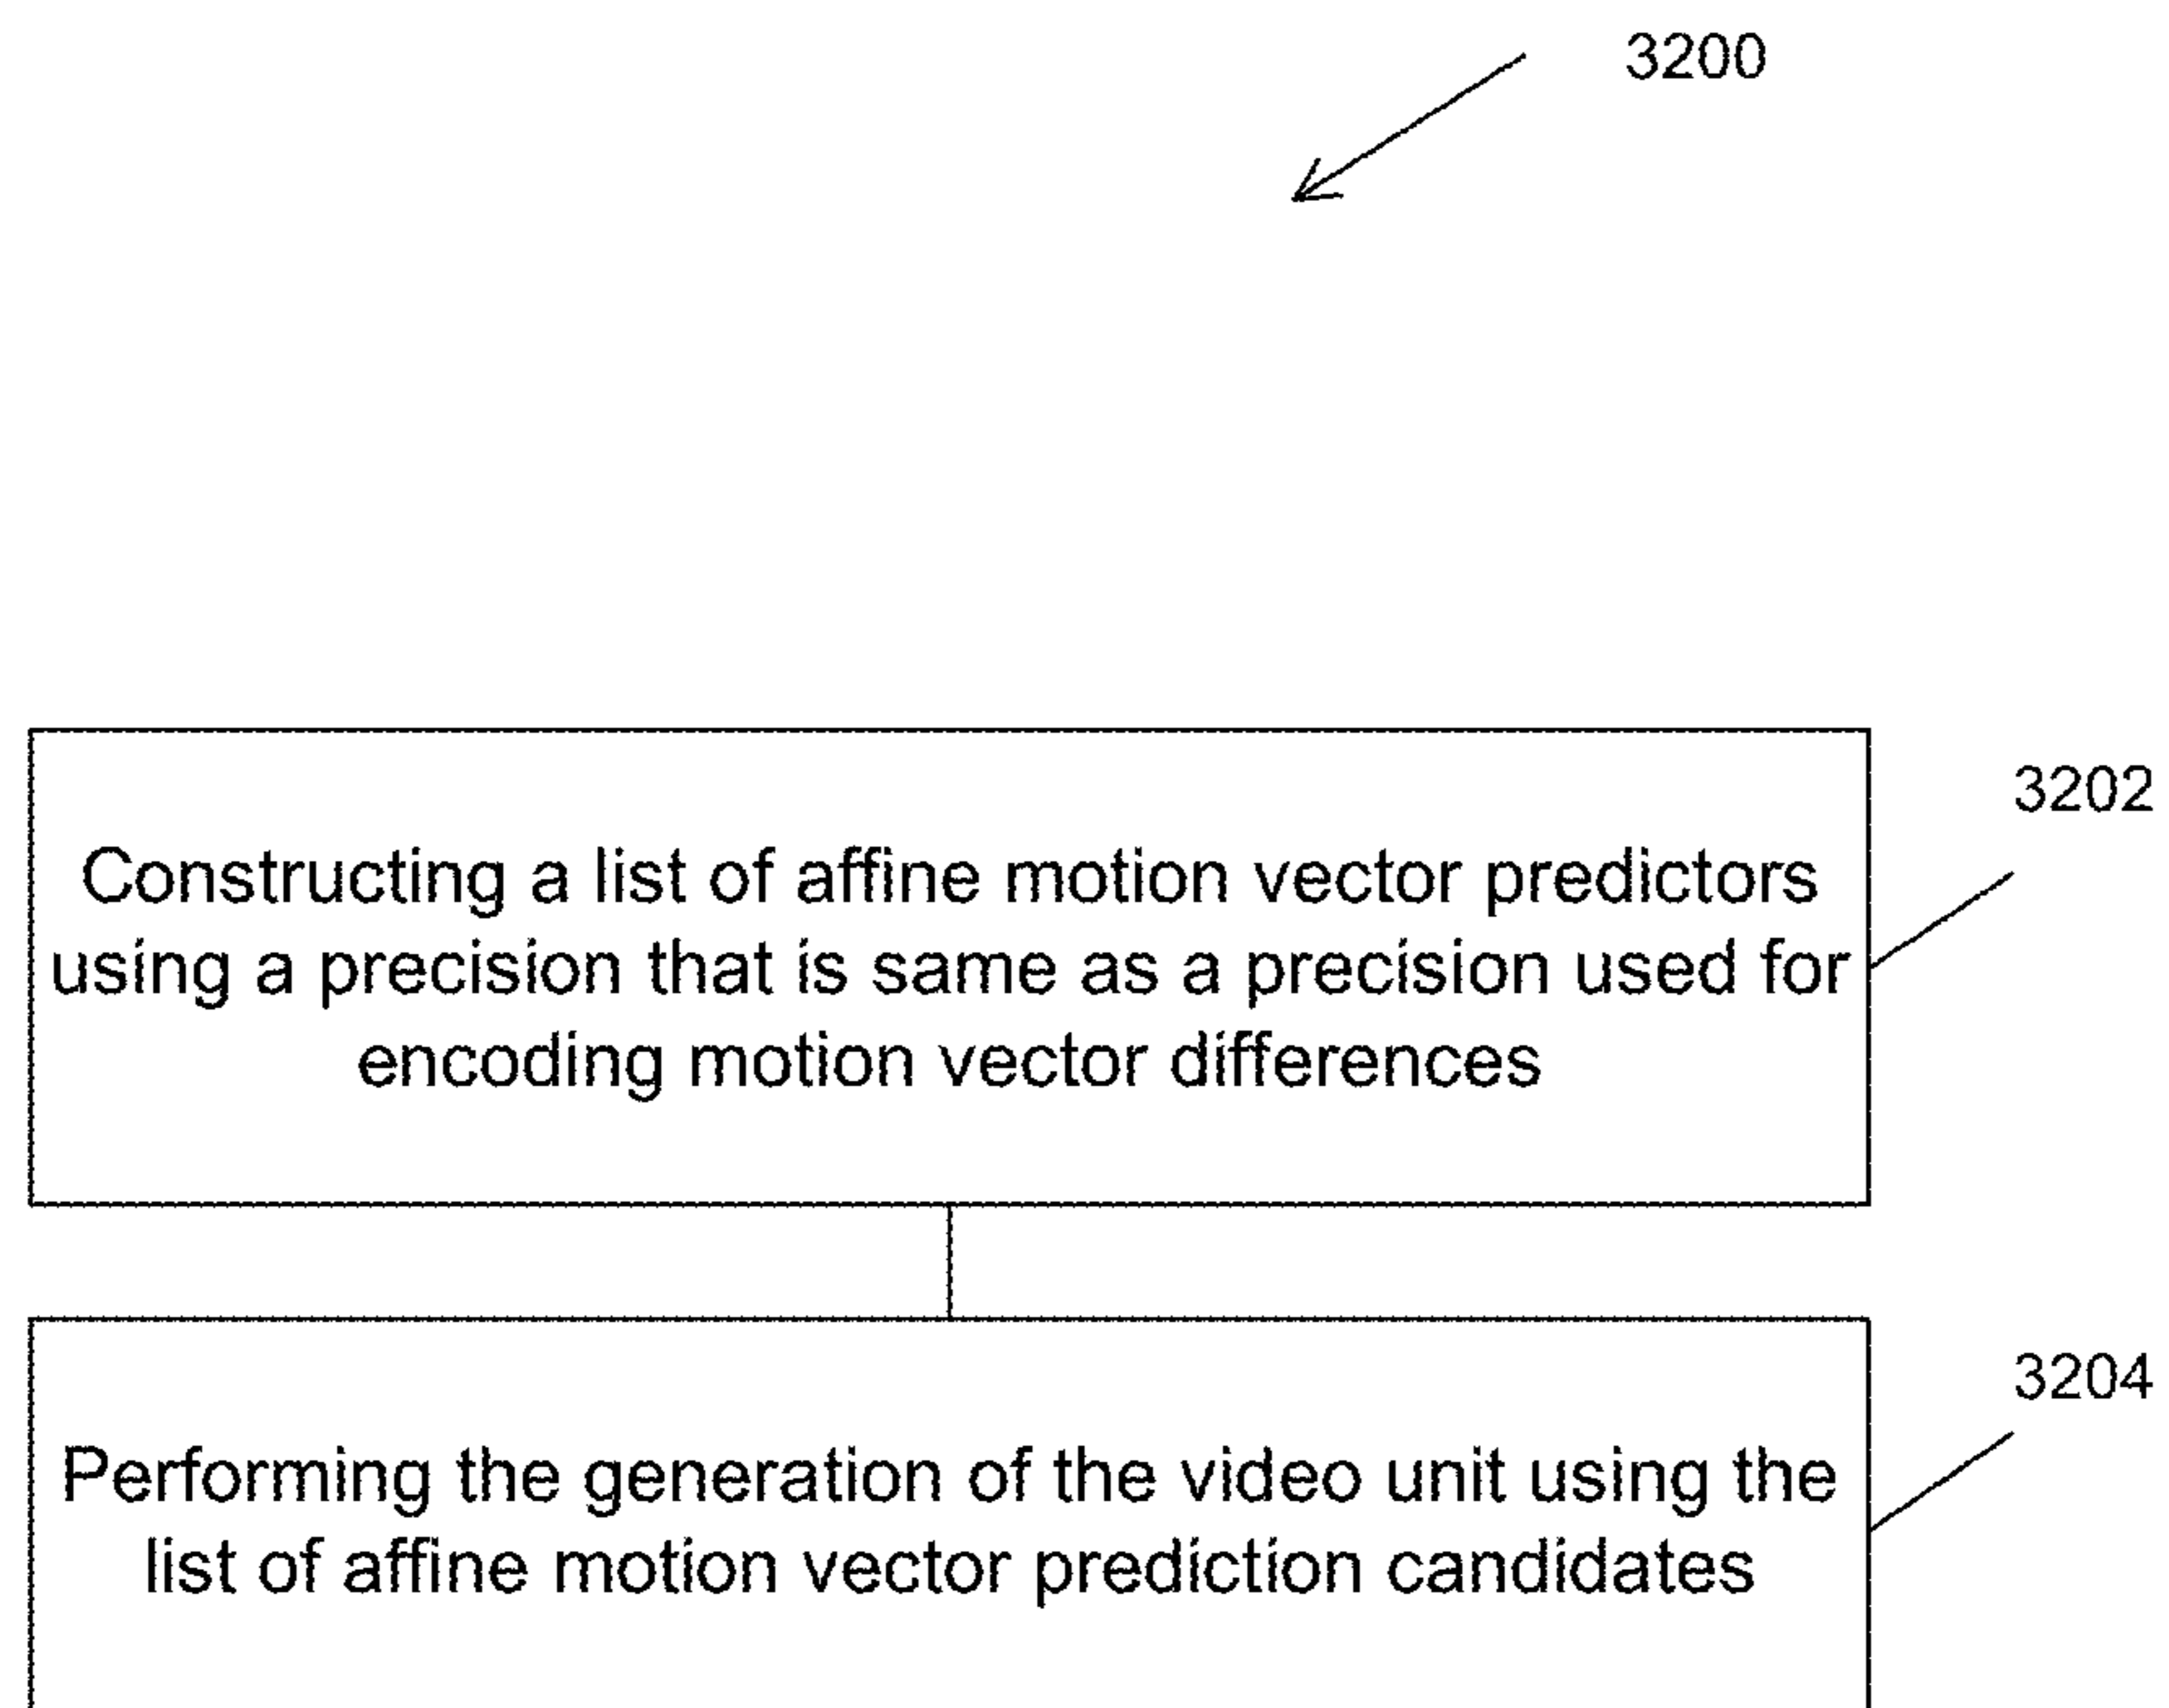 3200
3202
Constructing a list of affine motion vector predictors
using a precision that is same as a precision used for
encoding motion vector differences
3204
Performing the generation of the video unit using the
list of affine motion vector prediction candidates